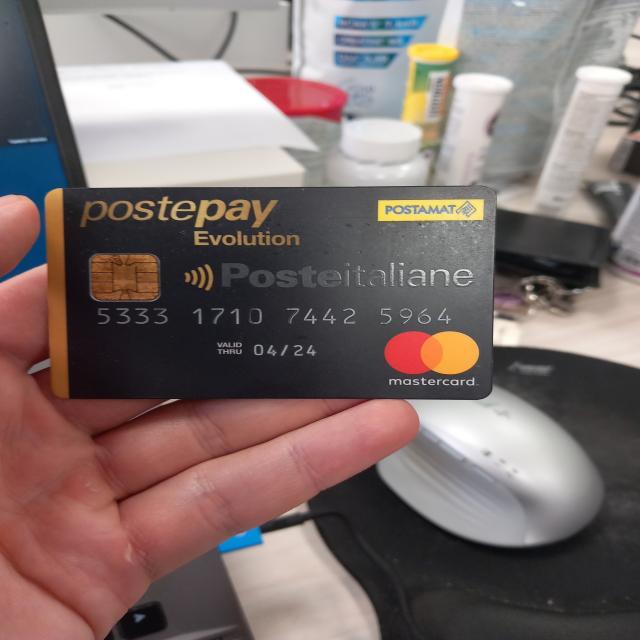 postepay
Evolution
POSTAMAT
Posteitaliane
5333 1710 7442 5964
VALID
THRU 04/24
mastercard